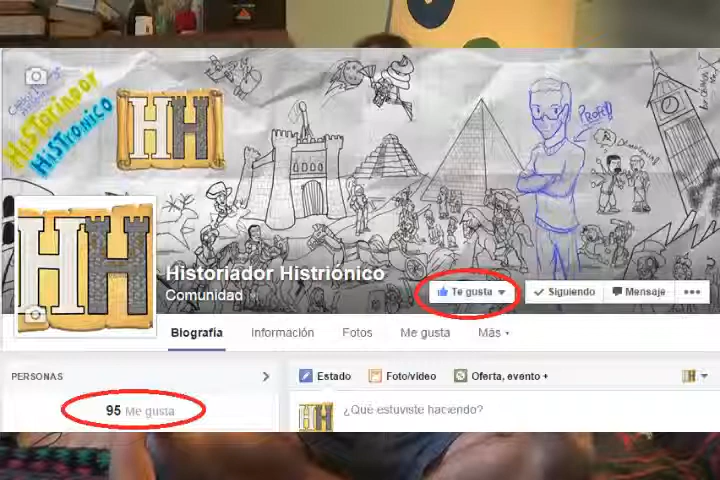 Historiador
Histrionico
HH
PROFE!!
HH
Historiador Histriónico
Comunidad
Te gusta
Siguiendo
Mensaje
Biografía
Información
Fotos
Me gusta
Más
PERSONAS
95 Me gusta
Estado
Foto/video
Oferta, evento +
HH
¿Qué estuviste haciendo?